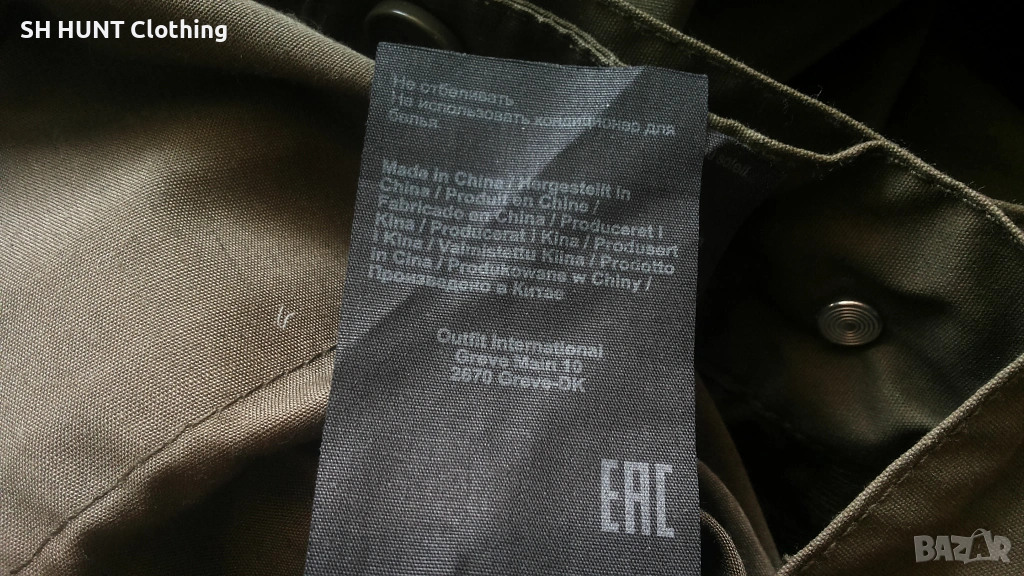 SH HUNT Clothing
Не отбеливать
Не использовать кондиционер для
белья.
Made in China / Hergestellt in
China / Produit en Chine /
Fabricado en China / Produceret i
Kina / Producerat i Kina / Produsert
i Kina / Valmistettu Kiina / Prodotto
in Cina / Produkowane w Chiny /
Произведено в Китае
Outfit International
Greve Main 10
2670 Greve-DK
EAC
BAZAR